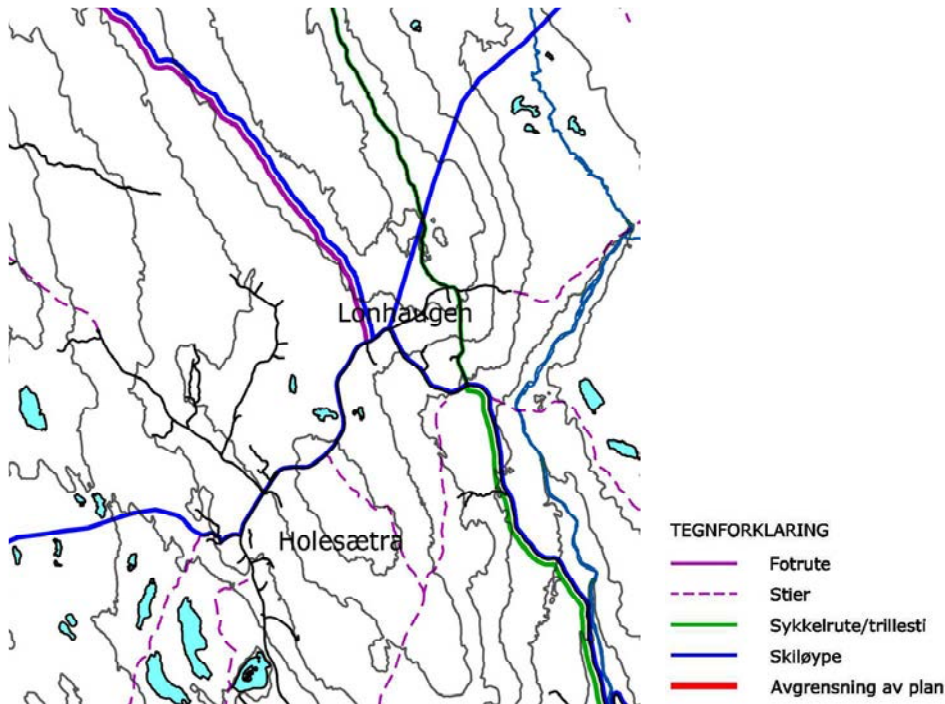 Lonhaugen
Holesætra
TEGNFORKLARING
Fotrute
Stier
Sykkelrute/trillesti
Skiløype
Avgrensning av plan